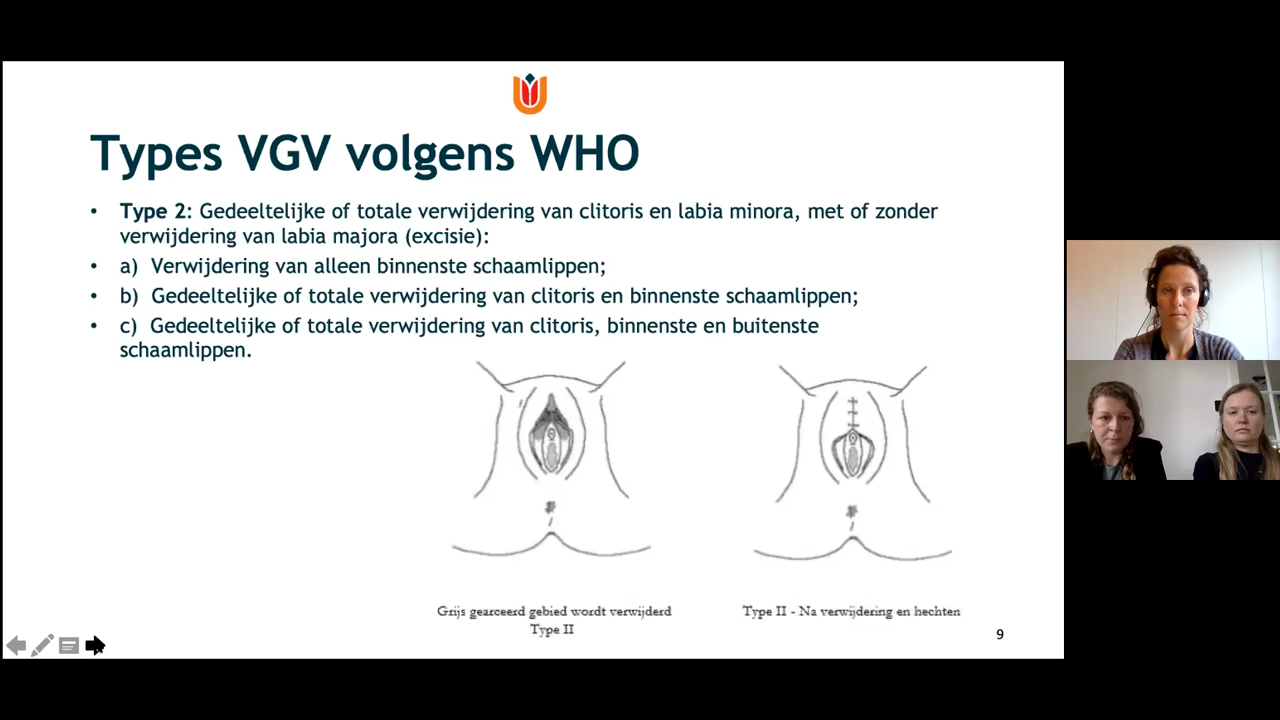 Types VGV volgens WHO
• Type 2: Gedeeltelijke of totale verwijdering van clitoris en labia minora, met of zonder
verwijdering van labia majora (excisie):
• a) Verwijdering van alleen binnenste schaamlippen;
• b) Gedeeltelijke of totale verwijdering van clitoris en binnenste schaamlippen;
• c) Gedeeltelijke of totale verwijdering van clitoris, binnenste en buitenste
schaamlippen.
Grijs gearceerd gebied wordt verwijderd
Type II
Type II - Na verwijdering en hechten
9